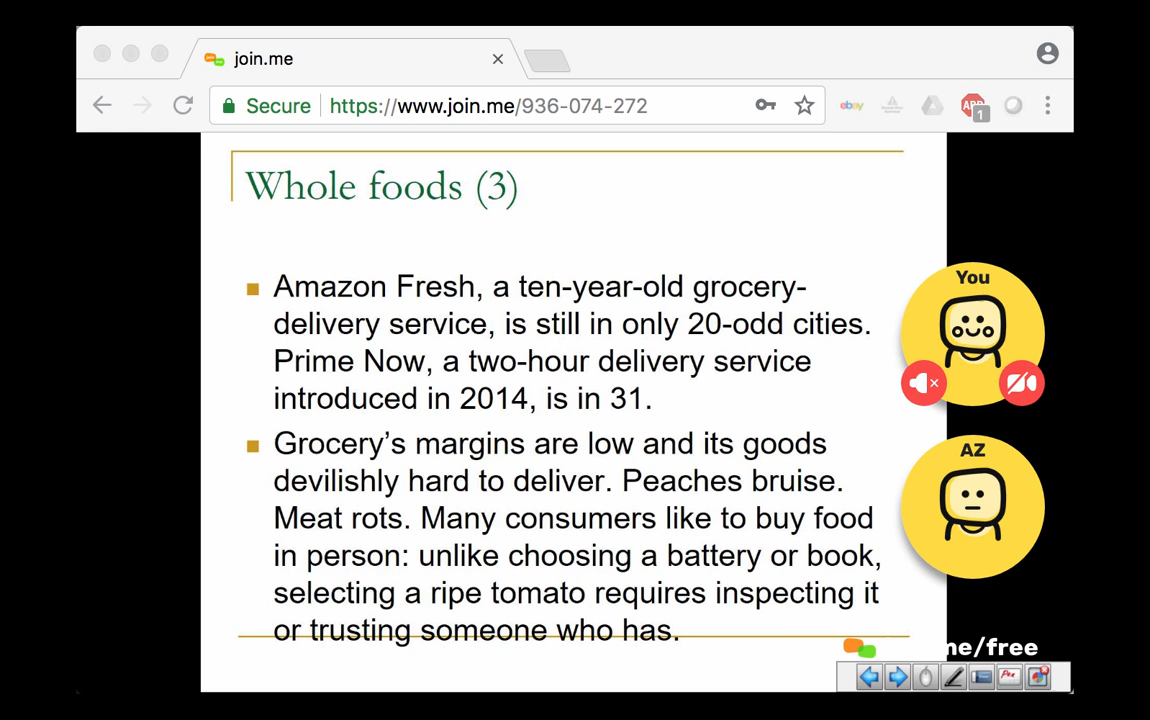 join.me
Secure https://www.join.me/936-074-272
ebay
ABP
1
Whole foods (3)
Amazon Fresh, a ten-year-old grocery-
delivery service, is still in only 20-odd cities.
Prime Now, a two-hour delivery service
introduced in 2014, is in 31.
Grocery’s margins are low and its goods
devilishly hard to deliver. Peaches bruise.
Meat rots. Many consumers like to buy food
in person: unlike choosing a battery or book,
selecting a ripe tomato requires inspecting it
or trusting someone who has.
You
AZ
me/free
Pen